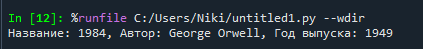 In [12]: %runfile C:/Users/Niki/untitled1.py --wdir
Название: 1984, Автор: George Orwell, Год выпуска: 1949